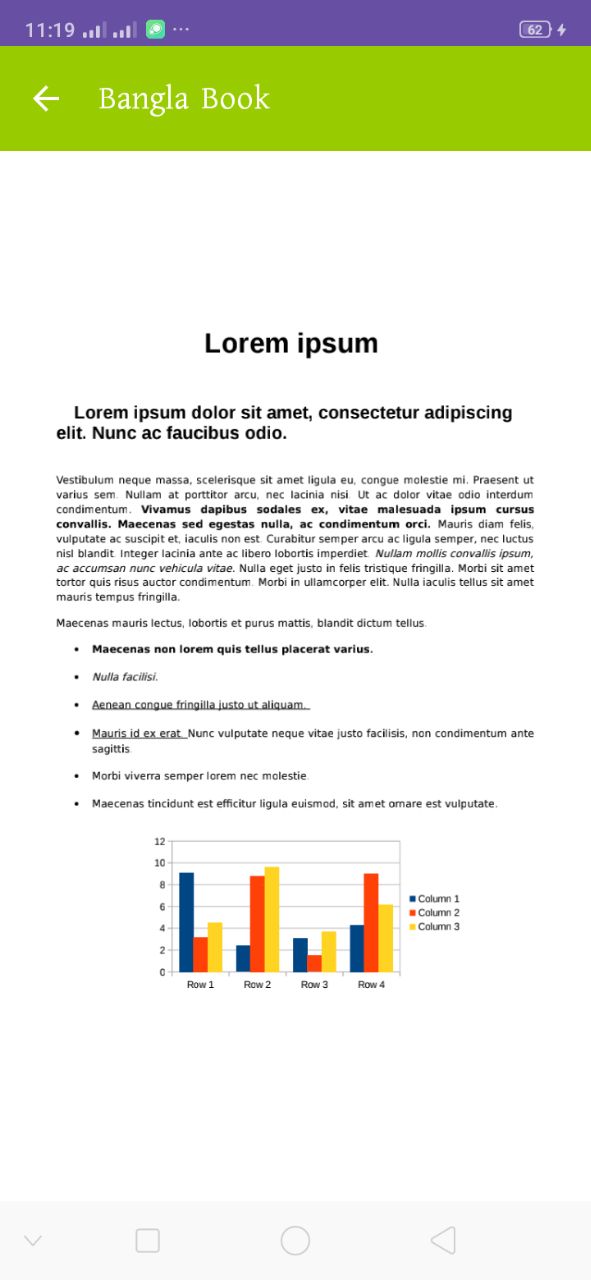 11:19
62
Bangla Book
Lorem ipsum
Lorem ipsum dolor sit amet, consectetur adipiscing
elit. Nunc ac faucibus odio.
Vestibulum neque massa, scelerisque sit amet ligula eu, congue molestie mi. Praesent ut
varius sem. Nullam at porttitor arcu, nec lacinia nisi. Ut ac dolor vitae odio interdum
condimentum. Vivamus dapibus sodales ex, vitae malesuada ipsum cursus
convallis. Maecenas sed egestas nulla, ac condimentum orci. Mauris diam felis,
vulputate ac suscipit et, iaculis non est. Curabitur semper arcu ac ligula semper, nec luctus
nisl blandit. Integer lacinia ante ac libero lobortis imperdiet. Nullam mollis convallis ipsum,
ac accumsan nunc vehicula vitae. Nulla eget justo in felis tristique fringilla. Morbi sit amet
tortor quis risus auctor condimentum. Morbi in ullamcorper elit. Nulla iaculis tellus sit amet
mauris tempus fringilla.
Maecenas mauris lectus, lobortis et purus mattis, blandit dictum tellus.
• Maecenas non lorem quis tellus placerat varius.
• Nulla facilisi.
• Aenean congue fringilla justo ut aliquam.
• Mauris id ex erat. Nunc vulputate neque vitae justo facilisis, non condimentum ante
sagittis.
• Morbi viverra semper lorem nec molestie.
• Maecenas tincidunt est efficitur ligula euismod, sit amet ornare est vulputate.
12
10
8
6
4
2
0
Row 1 Row 2 Row 3 Row 4
Column 1
Column 2
Column 3